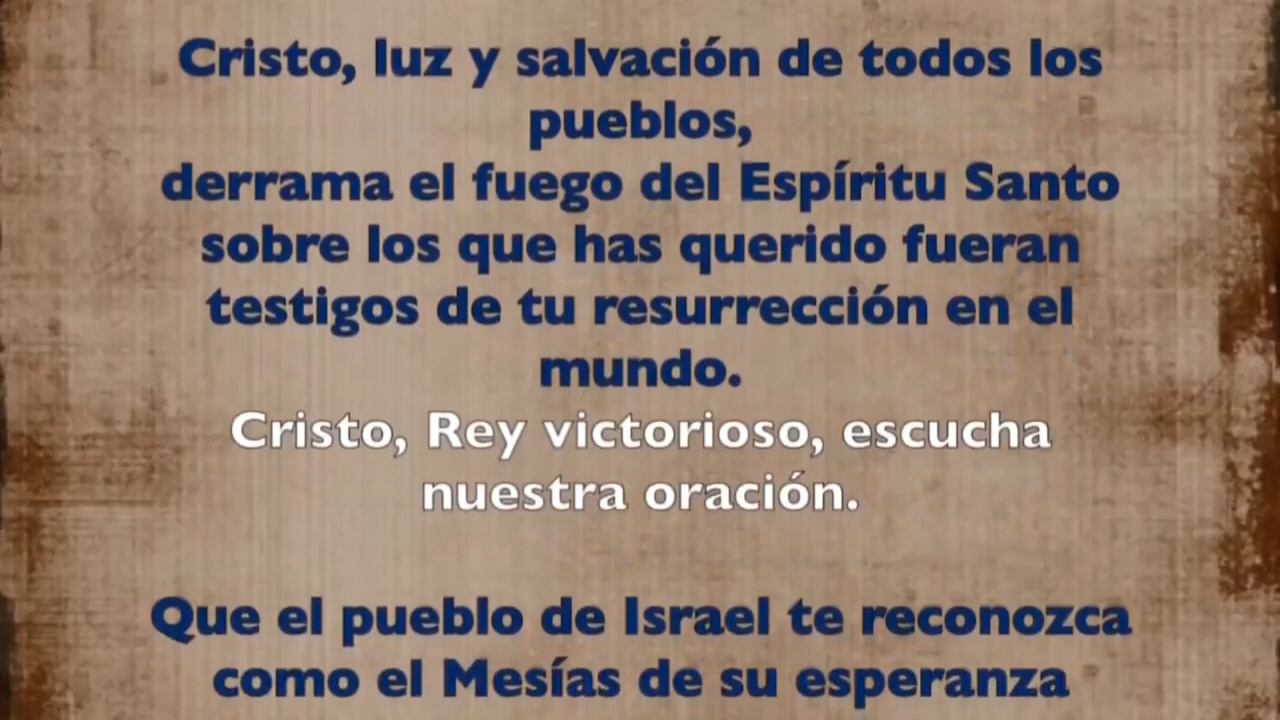 Cristo, luz y salvación de todos los
pueblos,
derrama el fuego del Espíritu Santo
sobre los que has querido fueran
testigos de tu resurrección en el
mundo.
Cristo, Rey victorioso, escucha
nuestra oración.
Que el pueblo de Israel te reconozca
como el Mesías de su esperanza